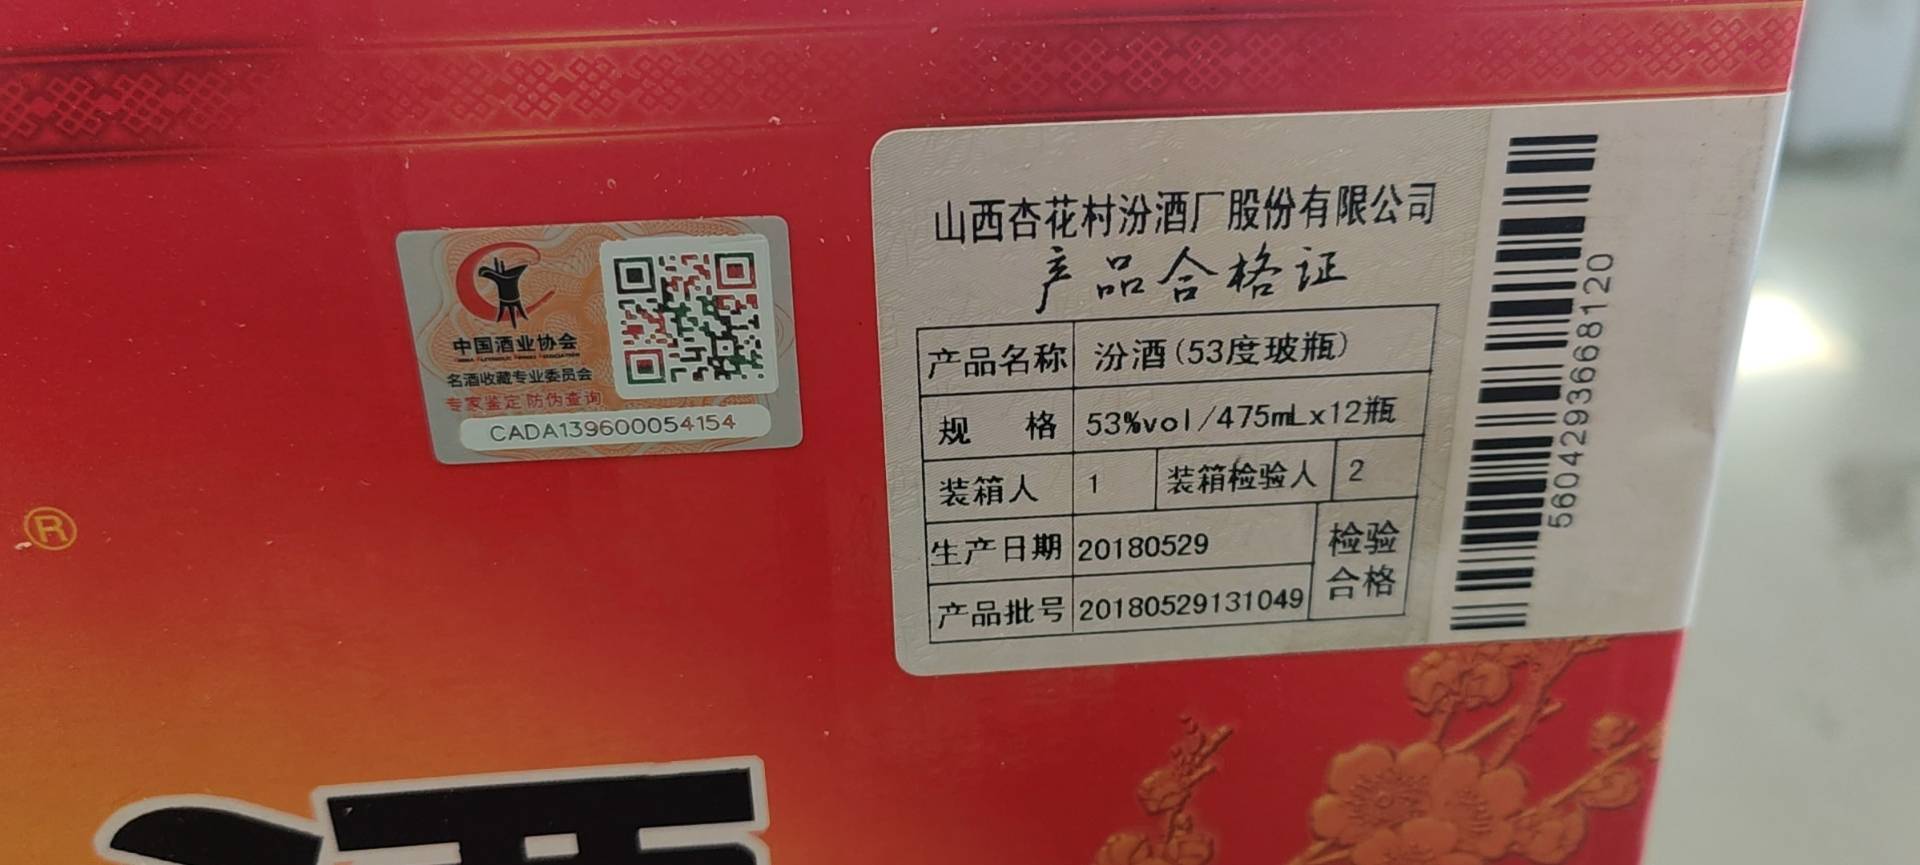 中国酒业协会
名酒收藏专业委员会
专家鉴定 防伪查询
CADA139600054154
®
山西杏花村汾酒厂股份有限公司
产品合格证
产品名称 汾酒(53度玻瓶)
规 格 53%vol/475mLx12瓶
装箱人 1 装箱检验人 2
生产日期 20180529
产品批号 20180529131049
检验
合格
5604293668120